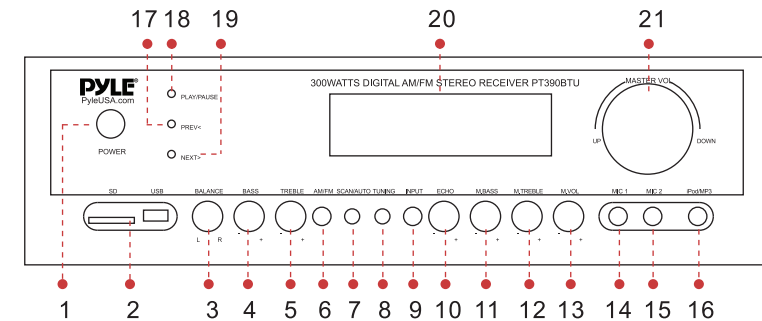 17 18 19 20 21
PYLE®
PyleUSA.com
PLAY/PAUSE
PREV<
NEXT>
POWER
300WATTS DIGITAL AM/FM STEREO RECEIVER PT390BTU
MASTER VOL
UP DOWN
SD USB BALANCE BASS TREBLE AM/FM SCAN/AUTO TUNING INPUT ECHO M,BASS M,TREBLE M,VOL MIC 1 MIC 2 iPod/MP3
L R - + - + - + - + - + - +
1 2 3 4 5 6 7 8 9 10 11 12 13 14 15 16